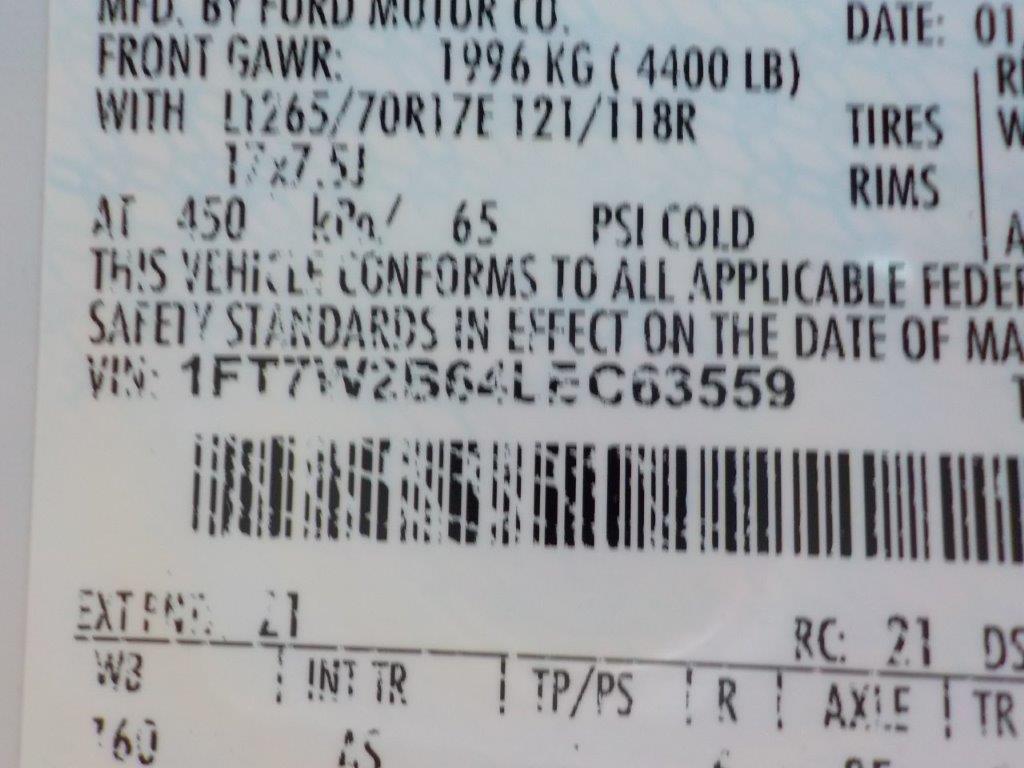 MFD. BY FORD MOTOR CO.
DATE: 01
FRONT GAWR: 1996 KG ( 4400 LB)
WITH LT265/70R17E 121/118R TIRES
17x7.5J RIMS
AT 450 kPa/ 65 PSI COLD
THIS VEHICLE CONFORMS TO ALL APPLICABLE FEDER
SAFETY STANDARDS IN EFFECT ON THE DATE OF MA
VIN: 1FT7W2B64LEC63559
EXT PNT: 21 RC: 21 DS
WB INT TR TP/PS R AXLE TR
160 AS